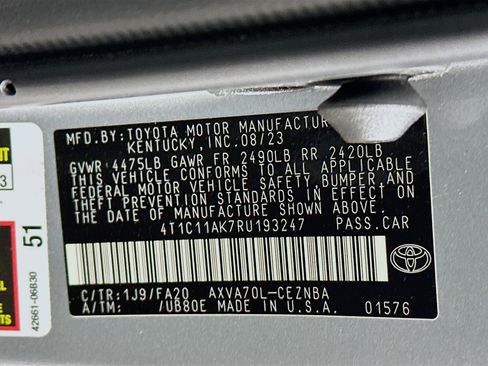 MFD.BY:TOYOTA MOTOR MANUFACTUR
KENTUCKY, INC. 08/23
GVWR 4475LB GAWR FR 2490LB RR 2420LB
THIS VEHICLE CONFORMS TO ALL APPLICABLE
FEDERAL MOTOR VEHICLE SAFETY, BUMPER AND
THEFT PREVENTION STANDARDS IN EFFECT ON
THE DATE OF MANUFACTURE SHOWN ABOVE.
4T1C11AK7RU193247 PASS.CAR
C/TR:1J9/FA20 AXVA70L-CEZNBA
A/TM: /UB80E MADE IN U.S.A. 01576
TOYOTA
3
51
42661-06B30